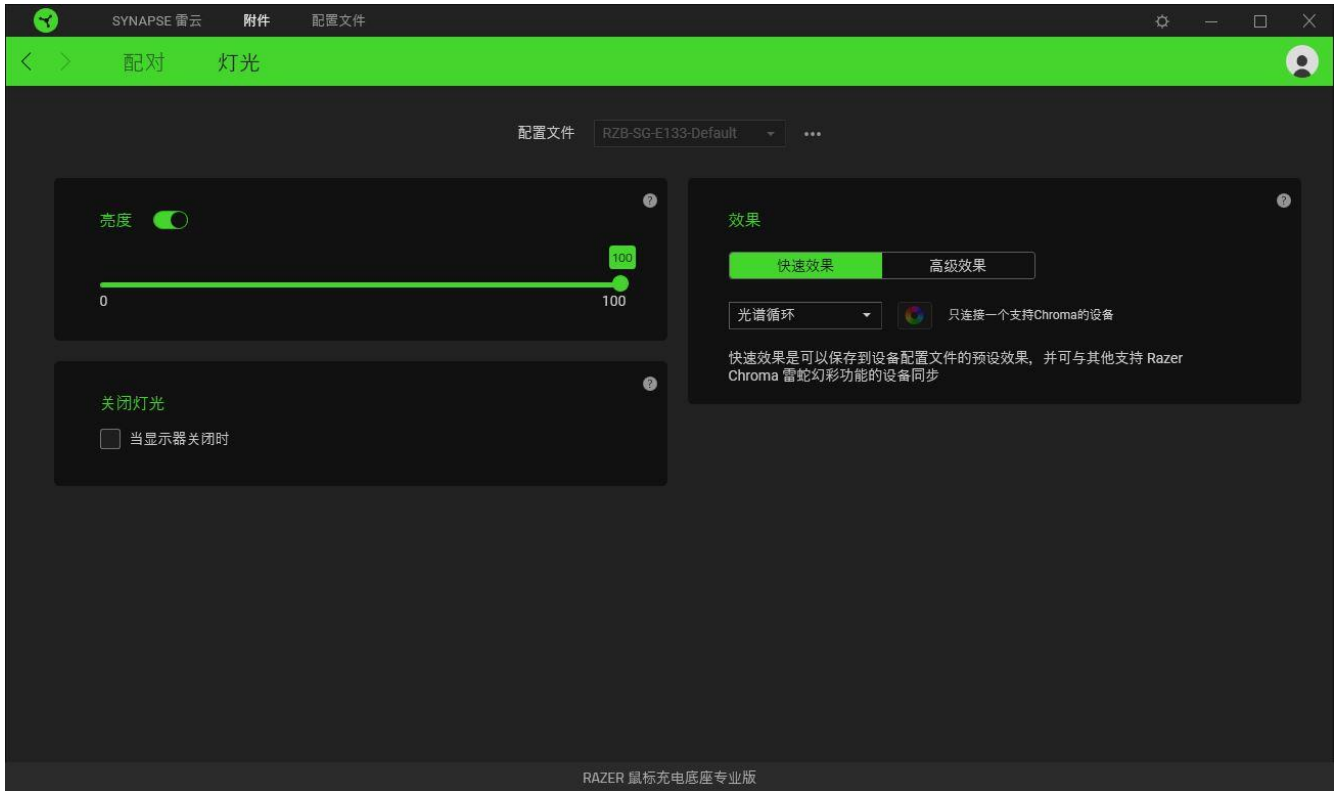 SYNAPSE 雷云 附件 配置文件
配对 灯光
配置文件 RZB-SG-E133-Default
亮度
100
0 100
关闭灯光
当显示器关闭时
效果
快速效果 高级效果
光谱循环 只连接一个支持Chroma的设备
快速效果是可以保存到设备配置文件的预设效果，并可与其他支持 Razer
Chroma 雷蛇幻彩功能的设备同步
RAZER 鼠标充电底座专业版